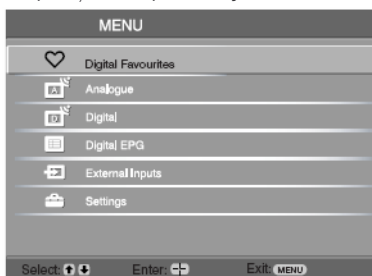 MENU
Digital Favourites
Analogue
Digital
Digital EPG
External Inputs
Settings
Select: Enter: Exit: MENU